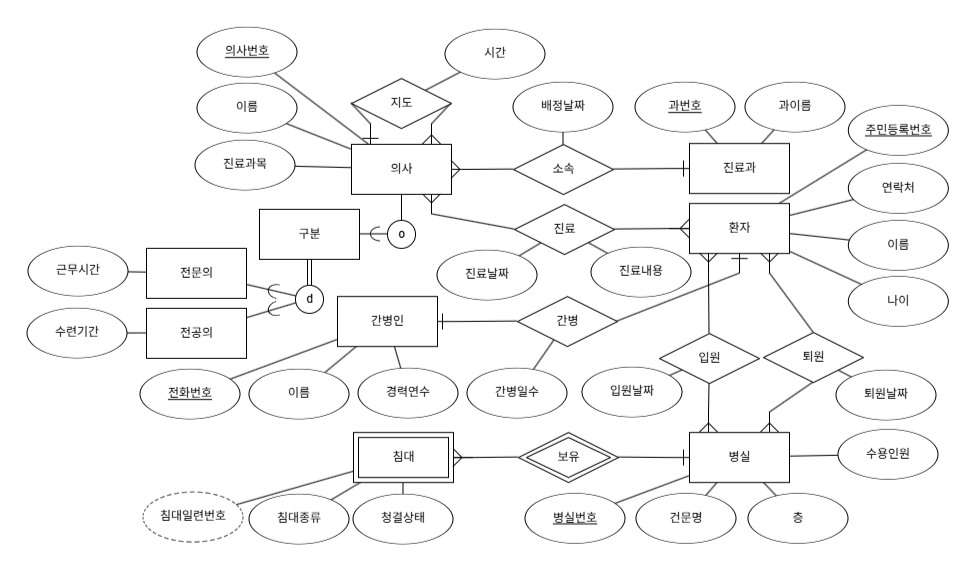 의사번호
시간
이름
지도
배정날짜
과번호
과이름
주민등록번호
진료과목
의사
소속
진료과
연락처
구분
o
진료
환자
이름
근무시간
전문의
진료날짜
진료내용
d
나이
수련기간
전공의
간병인
간병
입원
퇴원
전화번호
이름
경력연수
간병일수
입원날짜
퇴원날짜
침대
보유
병실
수용인원
침대일련번호
침대종류
청결상태
병실번호
건문명
층